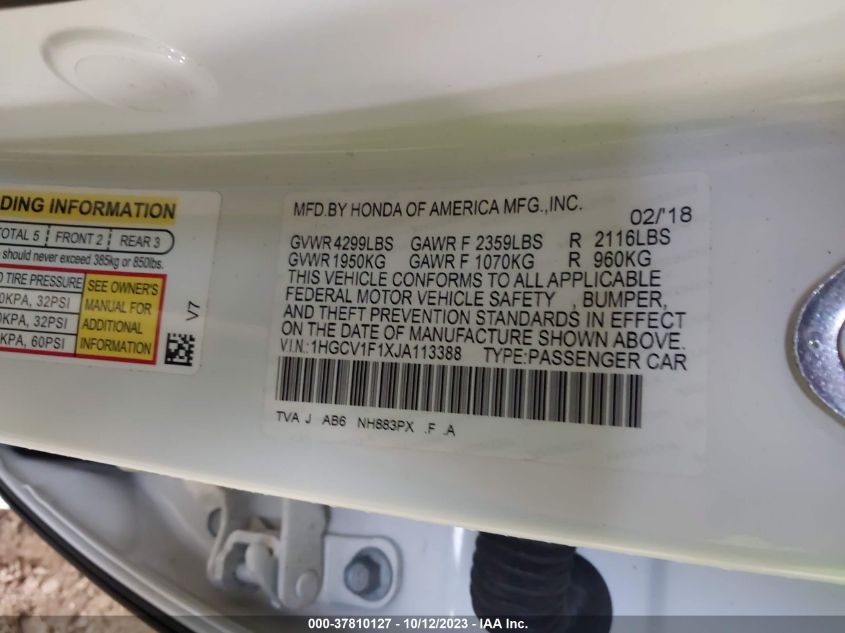 DING INFORMATION
TOTAL 5 FRONT 2 REAR 3
should never exceed 385kg or 850lbs.
TIRE PRESSURE
0KPA, 32PSI
0KPA, 32PSI
KPA, 60PSI
SEE OWNER'S
MANUAL FOR
ADDITIONAL
INFORMATION
V7
MFD.BY HONDA OF AMERICA MFG.,INC. 02/'18
GVWR 4299LBS GAWR F 2359LBS R 2116LBS
GVWR 1950KG GAWR F 1070KG R 960KG
THIS VEHICLE CONFORMS TO ALL APPLICABLE
FEDERAL MOTOR VEHICLE SAFETY , BUMPER,
AND THEFT PREVENTION STANDARDS IN EFFECT
ON THE DATE OF MANUFACTURE SHOWN ABOVE.
V.I.N.:1HGCV1F1XJA113388 TYPE:PASSENGER CAR
TVA J AB6 NH883PX .F .A
000-37810127 - 10/12/2023 - IAA Inc.